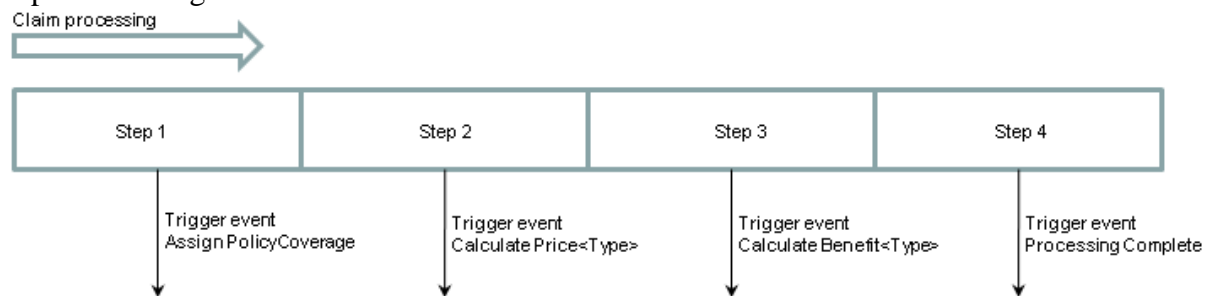 Claim processing
Step 1
Step 2
Step 3
Step 4
Trigger event
Assign PolicyCoverage
Trigger event
Calculate Price<Type>
Trigger event
Calculate Benefit<Type>
Trigger event
Processing Complete